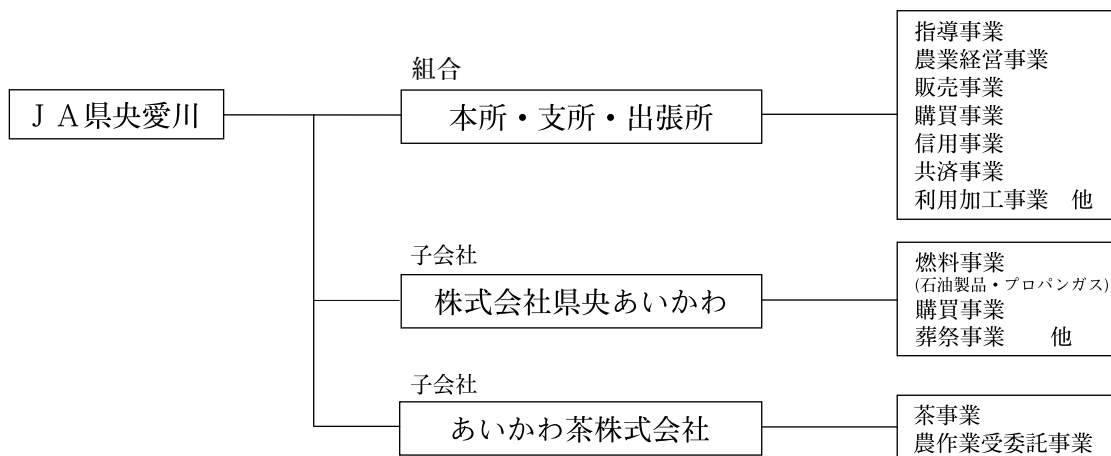 ＪＡ県央愛川
組合
本所・支所・出張所
指導事業
農業経営事業
販売事業
購買事業
信用事業
共済事業
利用加工事業　他
子会社
株式会社県央あいかわ
燃料事業
(石油製品・プロパンガス)
購買事業
葬祭事業　　他
子会社
あいかわ茶株式会社
茶事業
農作業受委託事業